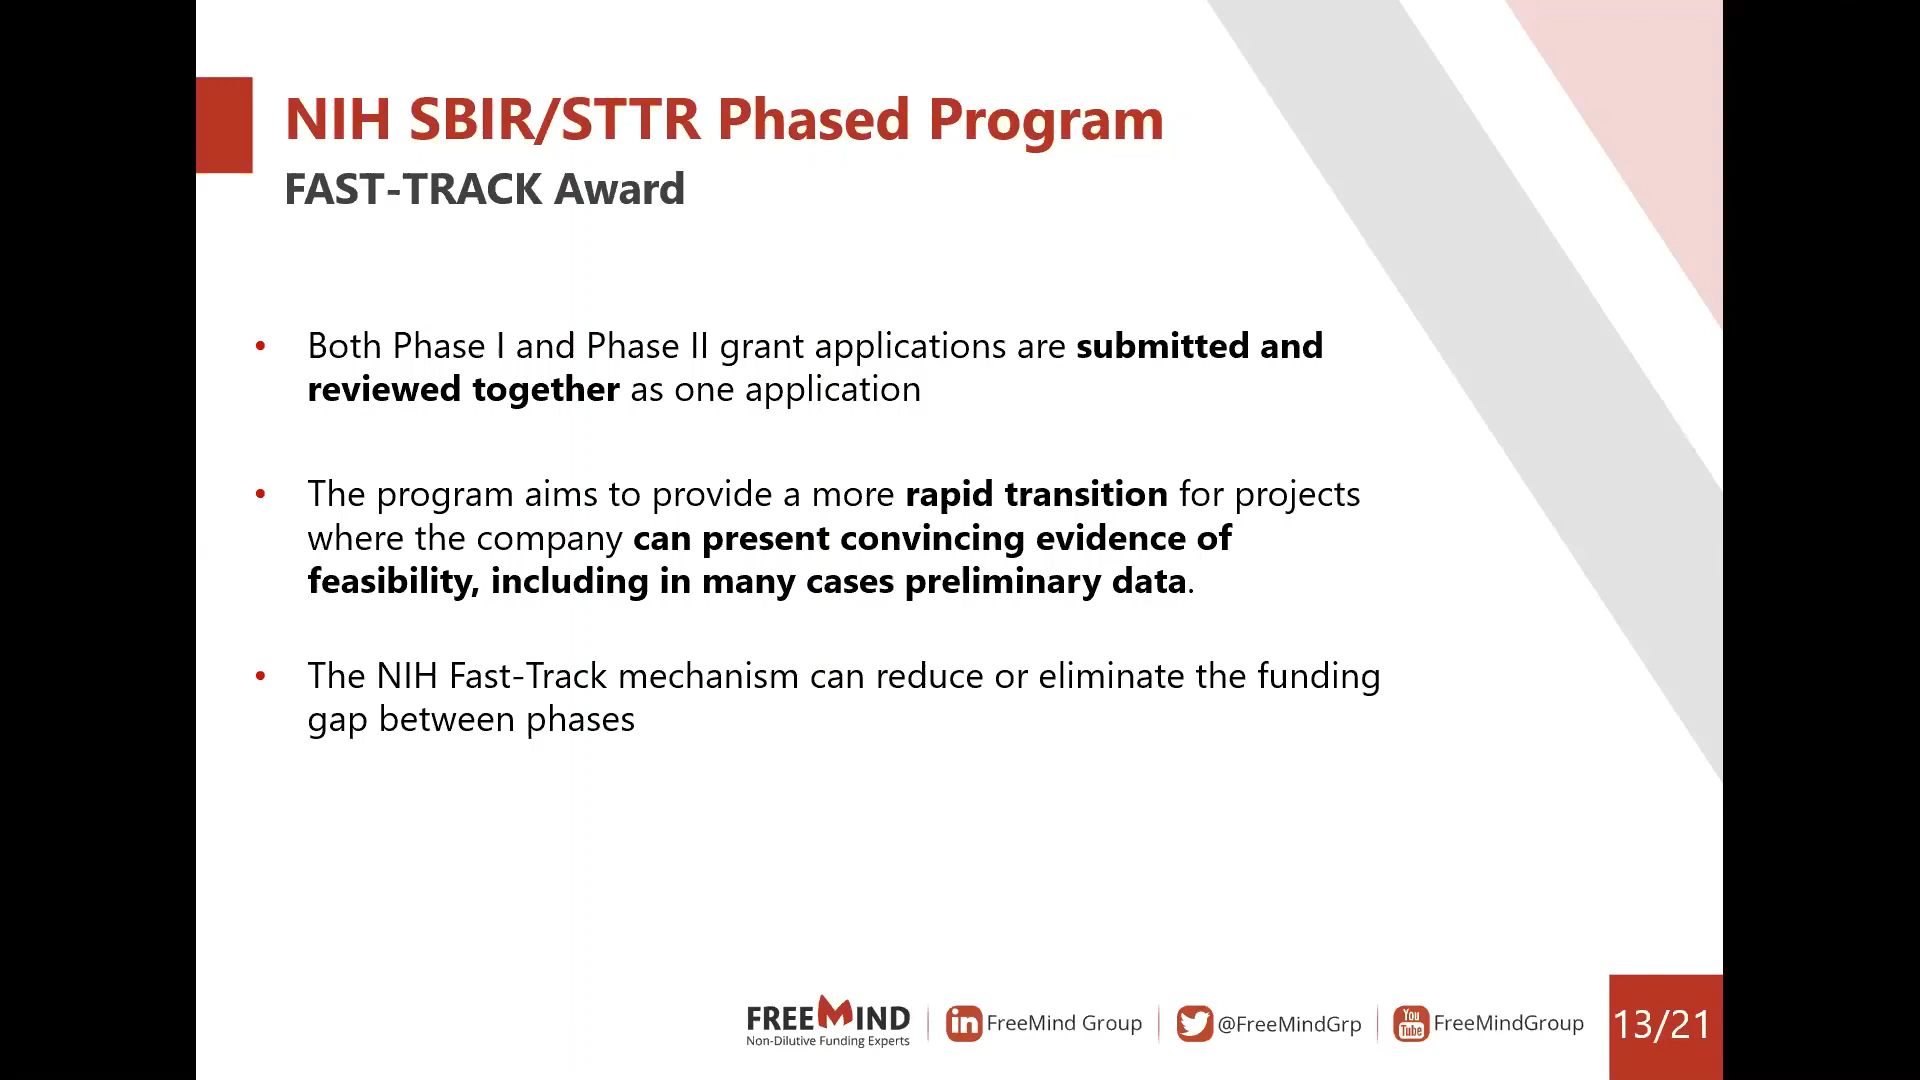 NIH SBIR/STTR Phased Program
FAST-TRACK Award
• Both Phase I and Phase II grant applications are submitted and
reviewed together as one application
• The program aims to provide a more rapid transition for projects
where the company can present convincing evidence of
feasibility, including in many cases preliminary data.
• The NIH Fast-Track mechanism can reduce or eliminate the funding
gap between phases
FREEMIND
Non-Dilutive Funding Experts
in FreeMind Group
@FreeMindGrp
You Tube FreeMindGroup
13/21